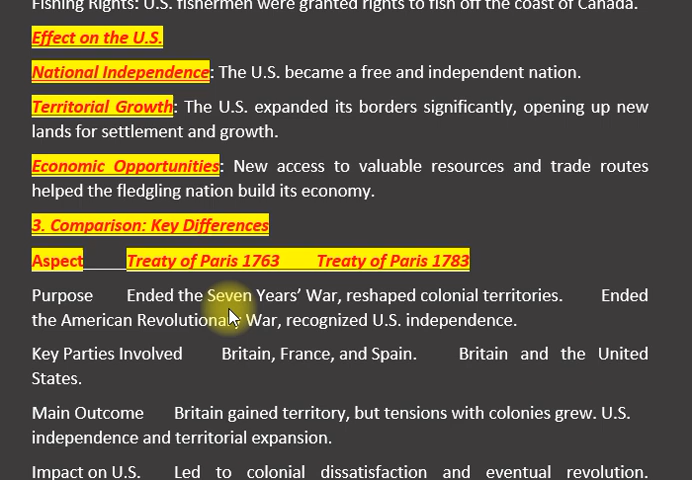 Fishing Rights: U.S. fishermen were granted rights to fish off the coast of Canada.
Effect on the U.S.
National Independence: The U.S. became a free and independent nation.
Territorial Growth: The U.S. expanded its borders significantly, opening up new
lands for settlement and growth.
Economic Opportunities: New access to valuable resources and trade routes
helped the fledgling nation build its economy.
3. Comparison: Key Differences
Aspect Treaty of Paris 1763 Treaty of Paris 1783
Purpose Ended the Seven Years’ War, reshaped colonial territories. Ended
the American Revolutionary War, recognized U.S. independence.
Key Parties Involved Britain, France, and Spain. Britain and the United
States.
Main Outcome Britain gained territory, but tensions with colonies grew. U.S.
independence and territorial expansion.
Impact on U.S. Led to colonial dissatisfaction and eventual revolution.